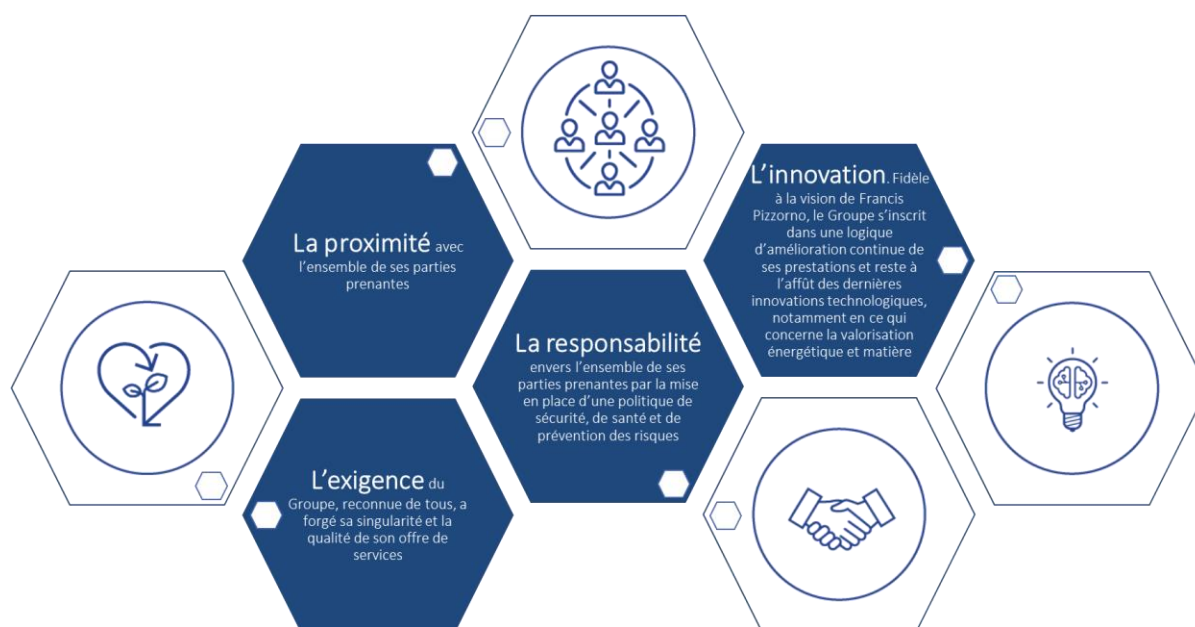 La proximité avec
l'ensemble de ses parties
prenantes
L'exigence du
Groupe, reconnue de tous, a
forgé sa singularité et la
qualité de son offre de
services
La responsabilité
envers l'ensemble de ses
parties prenantes par la mise
en place d'une politique de
sécurité, de santé et de
prévention des risques
L'innovation. Fidèle
à la vision de Francis
Pizzorno, le Groupe s'inscrit
dans une logique
d'amélioration continue de
ses prestations et reste à
l'affût des dernières
innovations technologiques,
notamment en ce qui
concerne la valorisation
énergétique et matière